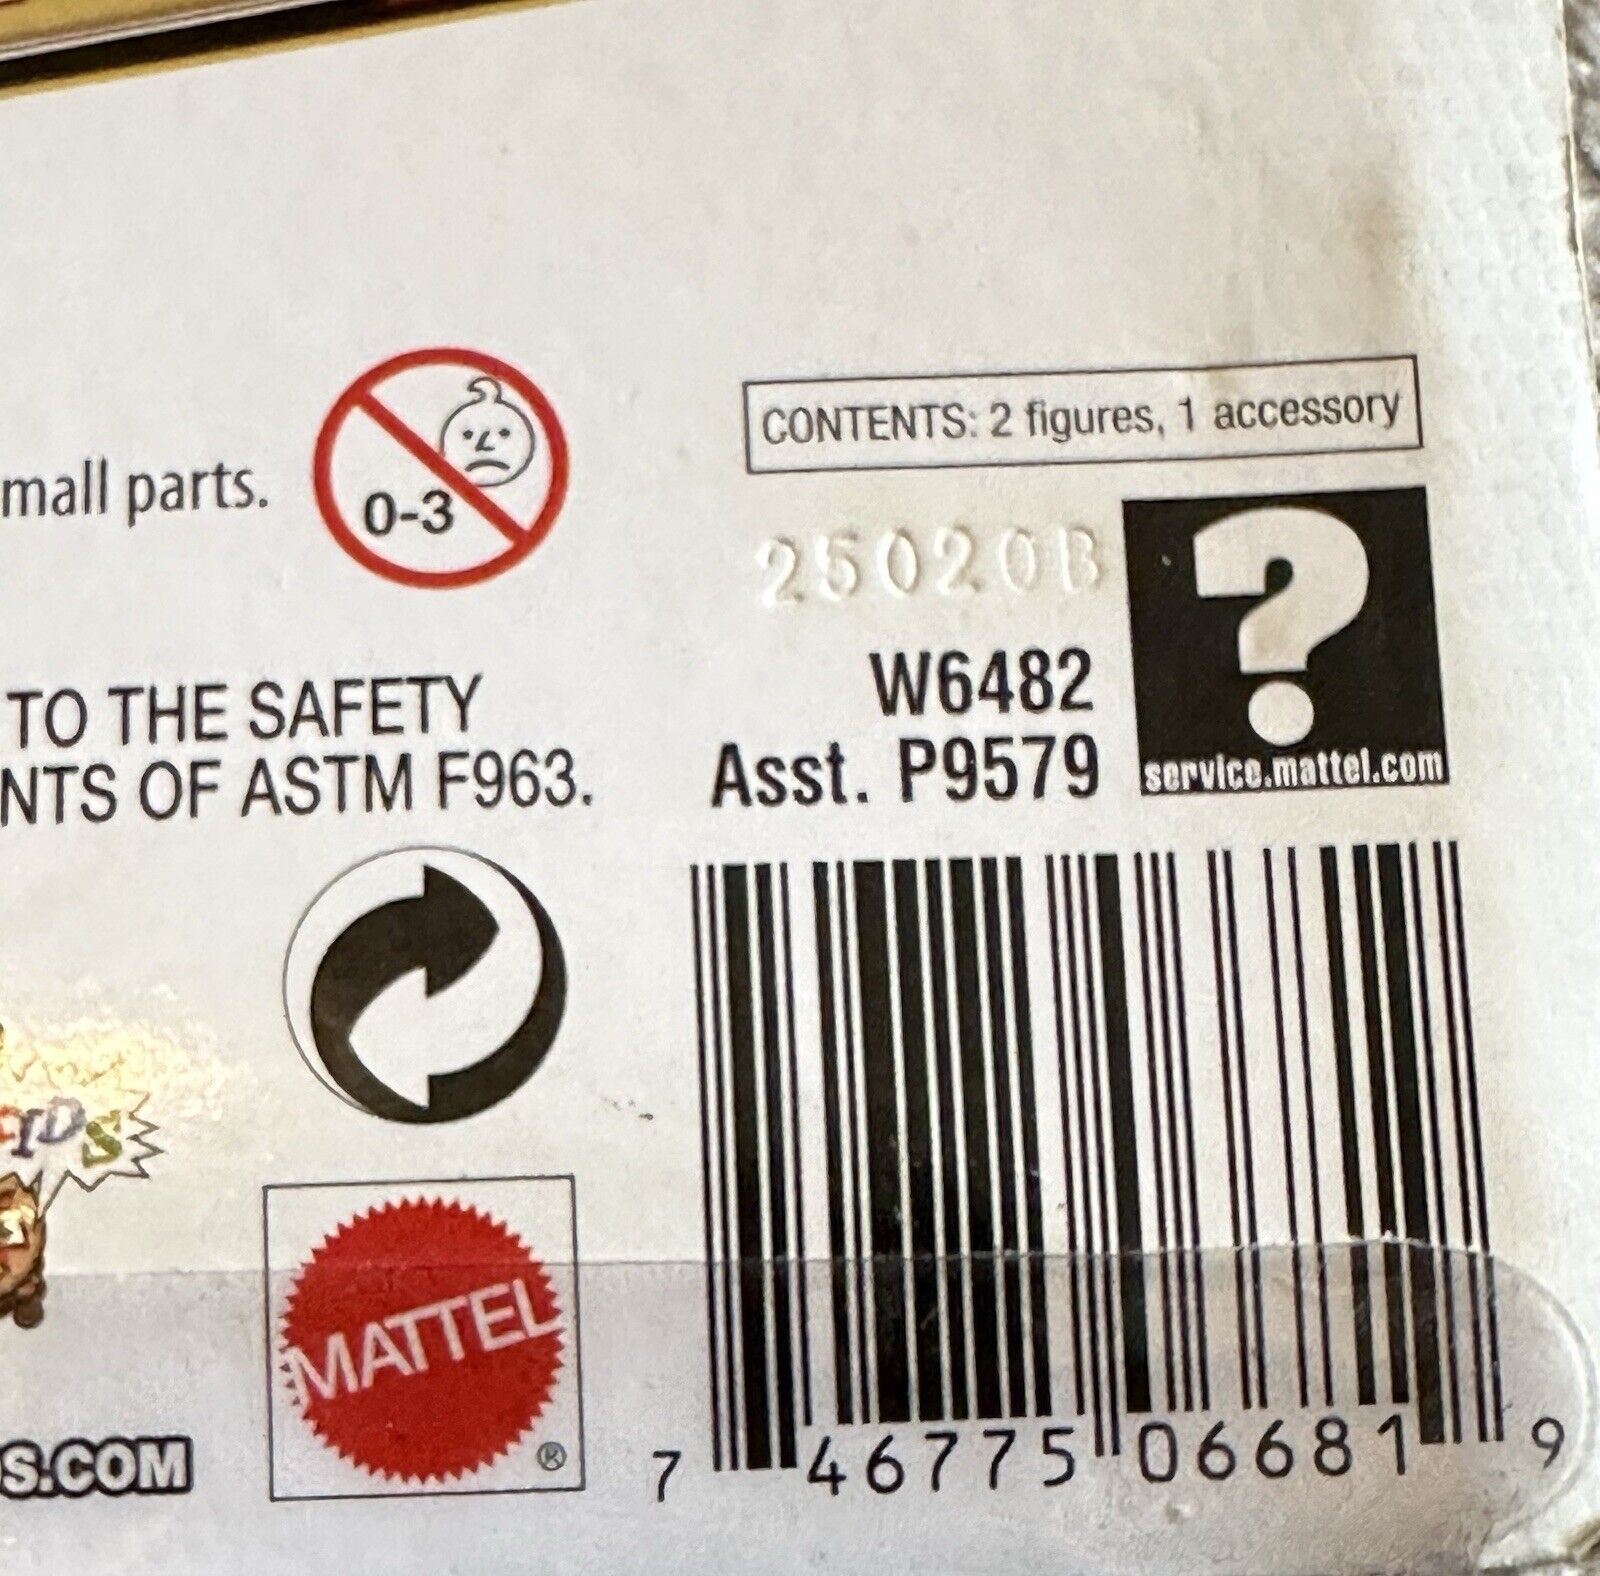 CONTENTS: 2 figures, 1 accessory
mall parts.
0-3
25020B
W6482
Asst. P9579
service.mattel.com
TO THE SAFETY
NTS OF ASTM F963.
IDS
MATTEL
®
S.COM
7 46775 06681 9